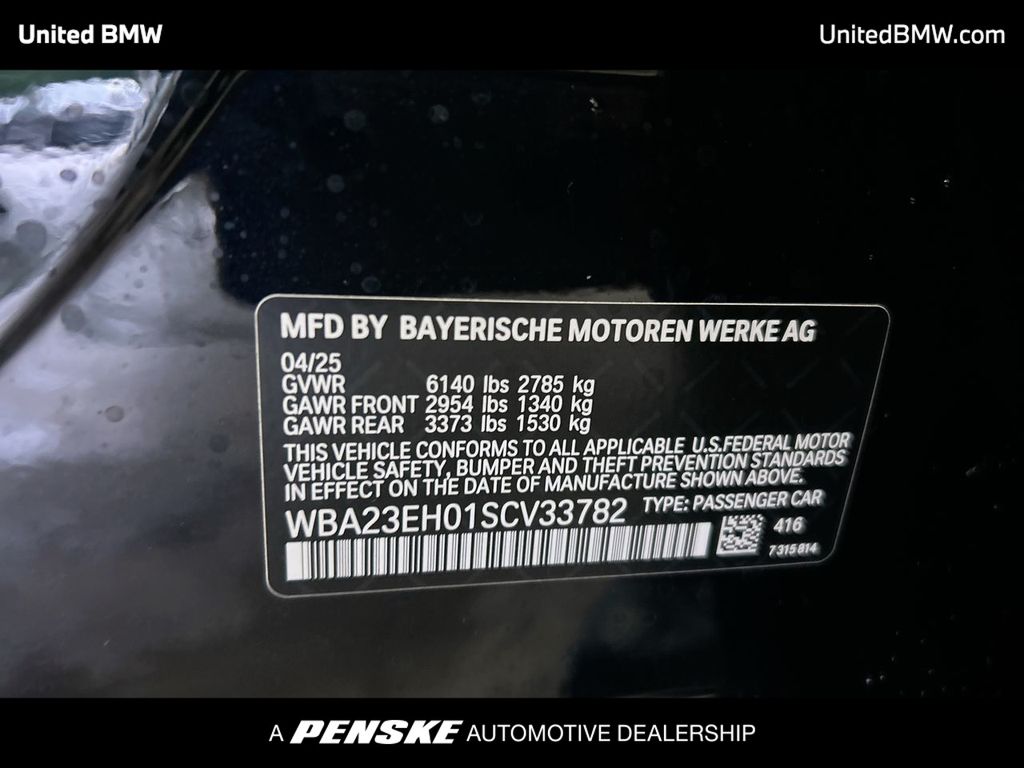 United BMW UnitedBMW.com
MFD BY BAYERISCHE MOTOREN WERKE AG
04/25
GVWR 6140 lbs 2785 kg
GAWR FRONT 2954 lbs 1340 kg
GAWR REAR 3373 lbs 1530 kg
THIS VEHICLE CONFORMS TO ALL APPLICABLE U.S.FEDERAL MOTOR
VEHICLE SAFETY, BUMPER AND THEFT PREVENTION STANDARDS
IN EFFECT ON THE DATE OF MANUFACTURE SHOWN ABOVE.
WBA23EH01SCV33782 TYPE: PASSENGER CAR
416
7315814
A PENSKE AUTOMOTIVE DEALERSHIP